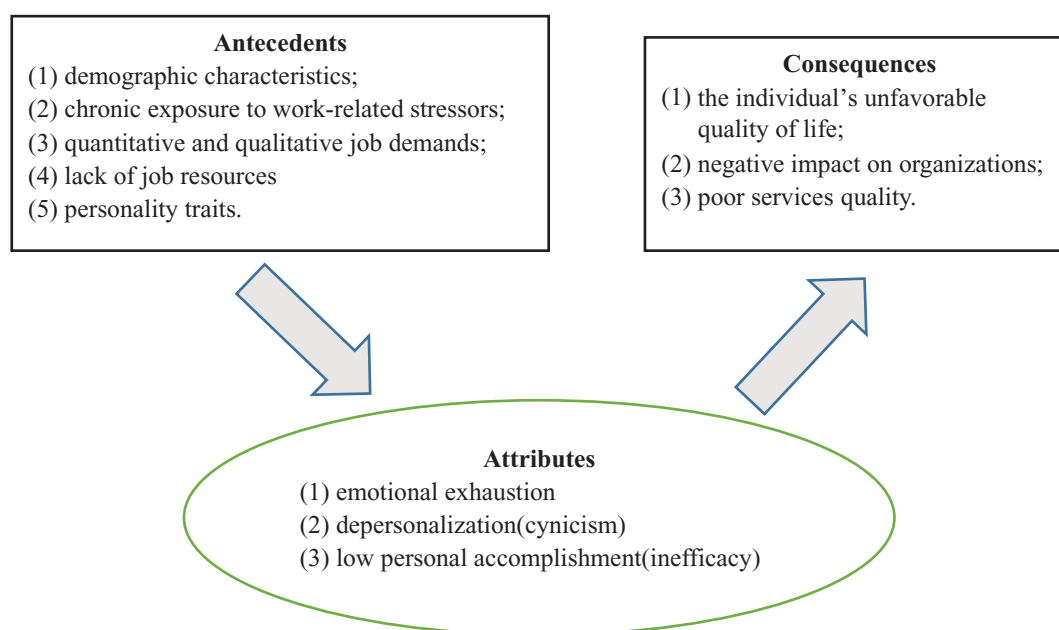 Antecedents
(1) demographic characteristics;
(2) chronic exposure to work-related stressors;
(3) quantitative and qualitative job demands;
(4) lack of job resources
(5) personality traits.
Consequences
(1) the individual's unfavorable
quality of life;
(2) negative impact on organizations;
(3) poor services quality.
Attributes
(1) emotional exhaustion
(2) depersonalization(cynicism)
(3) low personal accomplishment(inefficacy)